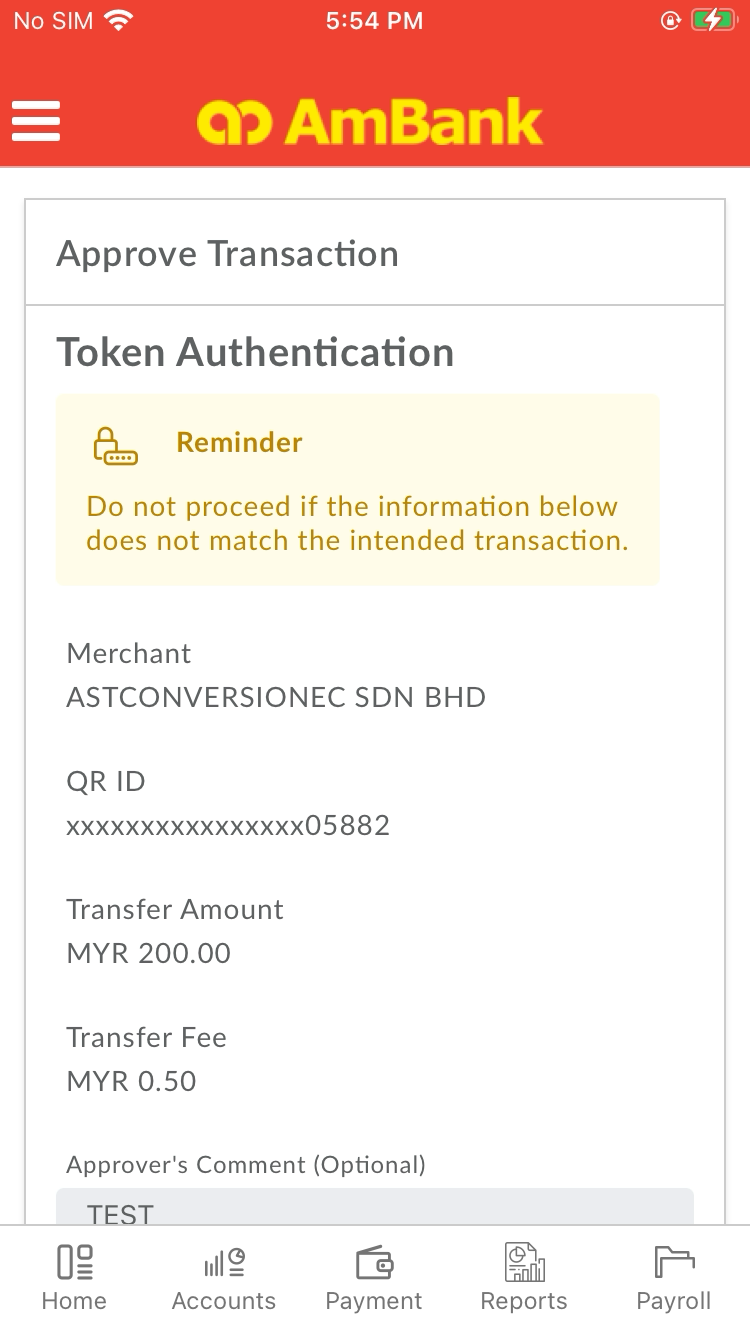 No SIM 5:54 PM
AmBank
Approve Transaction
Token Authentication
Reminder
Do not proceed if the information below
does not match the intended transaction.
Merchant
ASTCONVERSIONEC SDN BHD
QR ID
xxxxxxxxxxxxxxxx05882
Transfer Amount
MYR 200.00
Transfer Fee
MYR 0.50
Approver's Comment (Optional)
TEST
Home Accounts Payment Reports Payroll